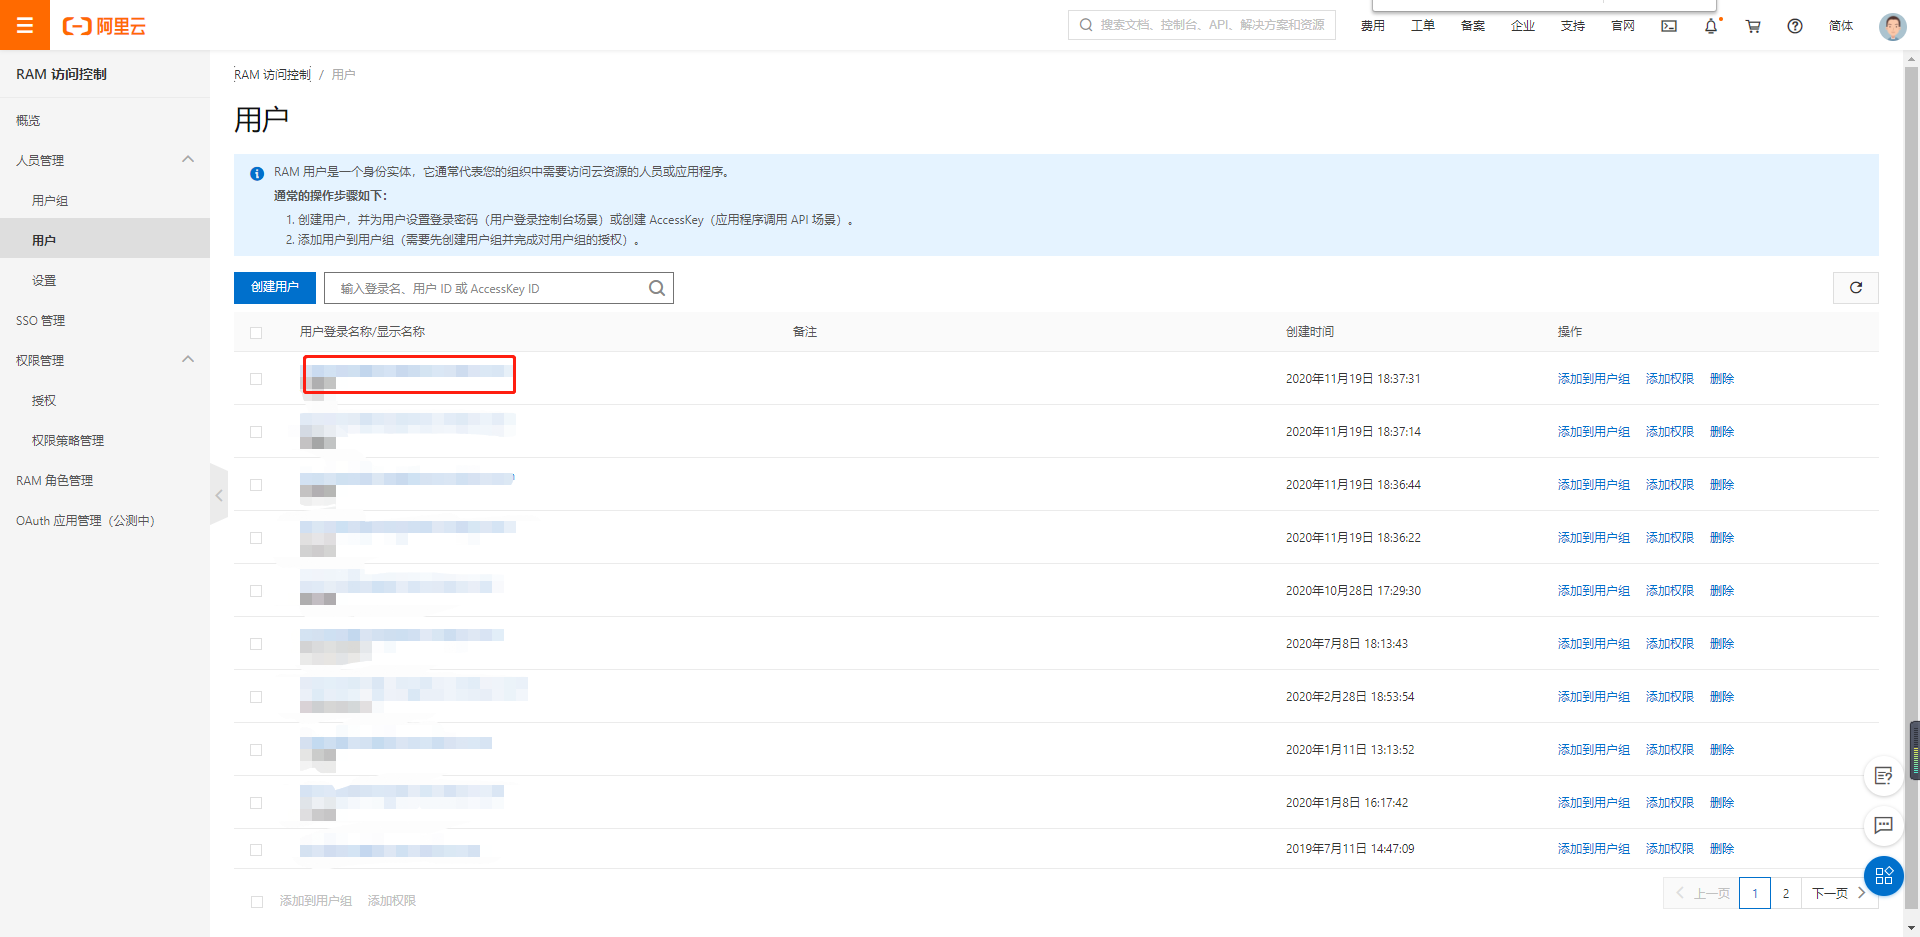 阿里云
搜索文档、控制台、API、解决方案和资源
费用 工单 备案 企业 支持 官网 简体
RAM 访问控制
概览
人员管理
用户组
用户
设置
SSO 管理
权限管理
授权
权限策略管理
RAM 角色管理
OAuth 应用管理（公测中）
RAM 访问控制 / 用户
用户
RAM 用户是一个身份实体，它通常代表您的组织中需要访问云资源的人员或应用程序。
通常的操作步骤如下：
1. 创建用户，并为用户设置登录密码（用户登录控制台场景）或创建 AccessKey（应用程序调用 API 场景）。
2. 添加用户到用户组（需要先创建用户组并完成对用户组的授权）。
创建用户 输入登录名、用户 ID 或 AccessKey ID
用户登录名称/显示名称 备注 创建时间 操作
2020年11月19日 18:37:31 添加到用户组 添加权限 删除
2020年11月19日 18:37:14 添加到用户组 添加权限 删除
2020年11月19日 18:36:44 添加到用户组 添加权限 删除
2020年11月19日 18:36:22 添加到用户组 添加权限 删除
2020年10月28日 17:29:30 添加到用户组 添加权限 删除
2020年7月8日 18:13:43 添加到用户组 添加权限 删除
2020年2月28日 18:53:54 添加到用户组 添加权限 删除
2020年1月11日 13:13:52 添加到用户组 添加权限 删除
2020年1月8日 16:17:42 添加到用户组 添加权限 删除
2019年7月11日 14:47:09 添加到用户组 添加权限 删除
添加到用户组 添加权限
上一页 1 2 下一页